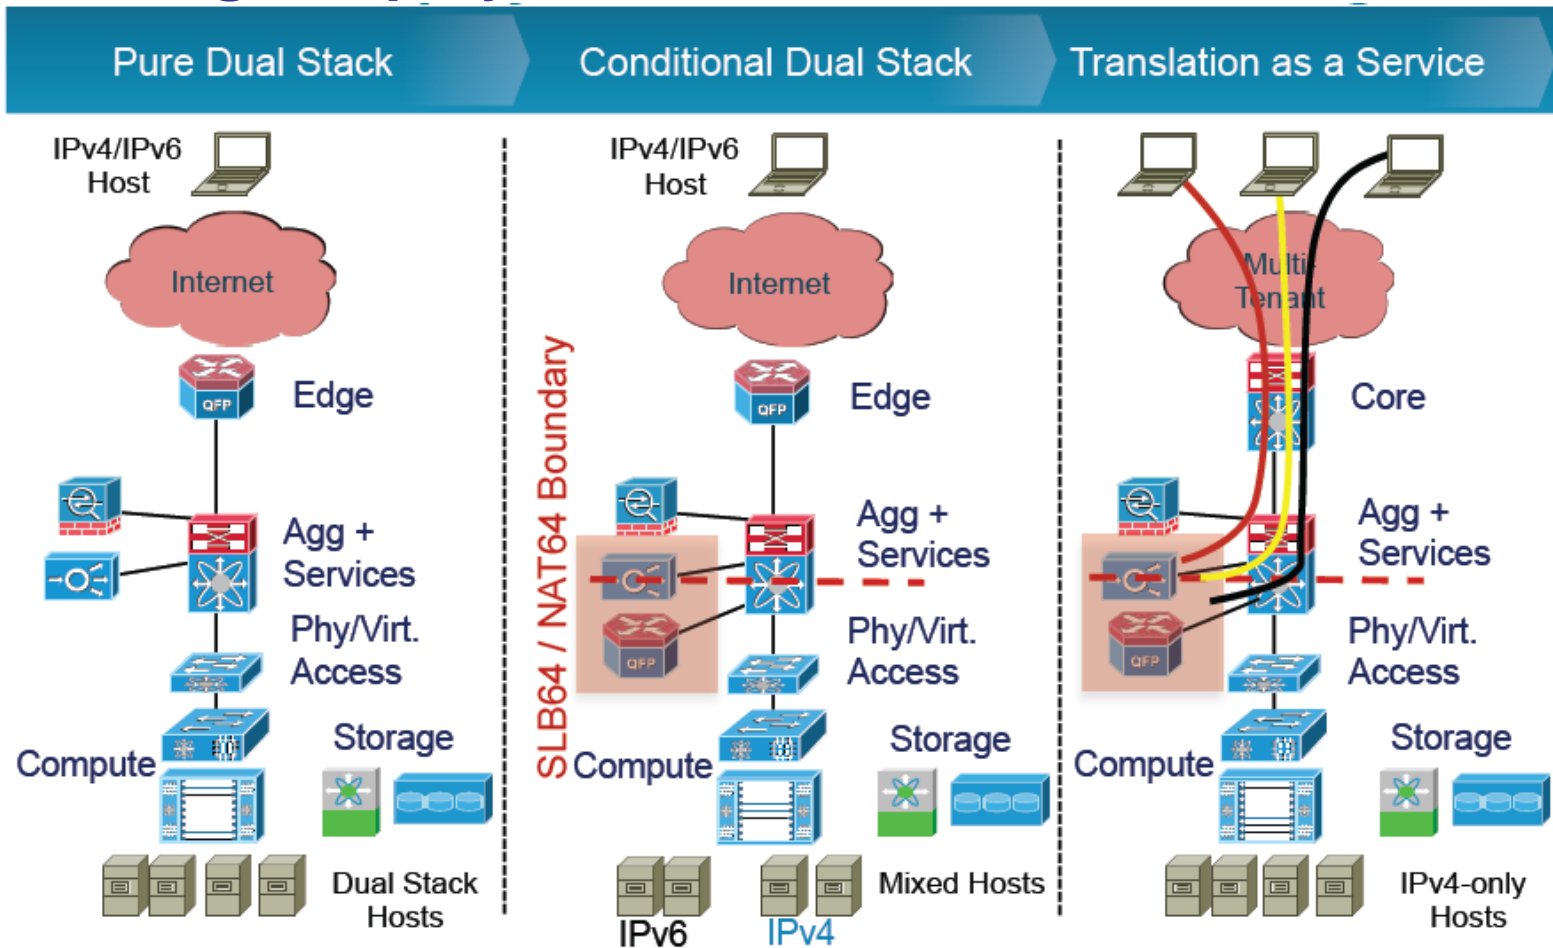 Pure Dual Stack
Conditional Dual Stack
Translation as a Service
IPv4/IPv6
Host
Internet
Edge
QFP
Agg +
Services
Phy/Virt.
Access
Compute
Storage
Dual Stack
Hosts
SLB64 / NAT64 Boundary
IPv4/IPv6
Host
Internet
Edge
QFP
Agg +
Services
QFP
Phy/Virt.
Access
Compute
Storage
Mixed Hosts
IPv6
IPv4
Multi-
Tenant
Core
Agg +
Services
QFP
Phy/Virt.
Access
Compute
Storage
IPv4-only
Hosts